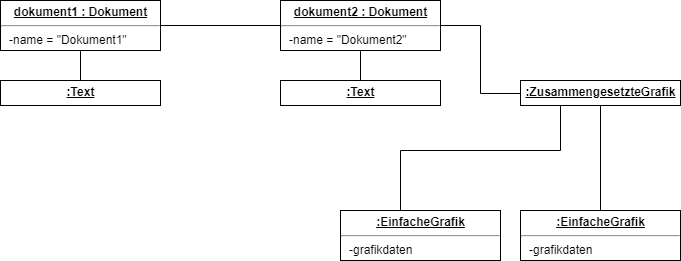 dokument1 : Dokument
-name = "Dokument1"
dokument2 : Dokument
-name = "Dokument2"
:Text
:Text
:ZusammengesetzteGrafik
:EinfacheGrafik
-grafikdaten
:EinfacheGrafik
-grafikdaten